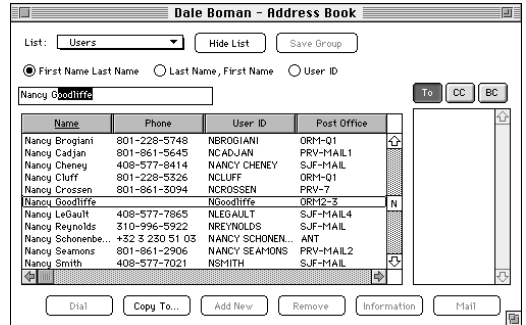 Dale Boman - Address Book
List: Users Hide List Save Group
First Name Last Name Last Name, First Name User ID
Nancy Goodliffe To CC BC
Name Phone User ID Post Office
Nancy Brogiani 801-228-5748 NBROGIANI ORM-Q1
Nancy Cadjan 801-861-5645 NCADJAN PRV-MAIL1
Nancy Cheney 408-577-8414 NANCY CHENEY SJF-MAIL
Nancy Cluff 801-228-5326 NCLUFF ORM-Q1
Nancy Crossen 801-861-3094 NCROSSEN PRV-7
Nancy Goodliffe NGoodliffe ORM2-3 N
Nancy LeGault 408-577-7865 NLEGAULT SJF-MAIL4
Nancy Reynolds 310-996-5922 NREYNOLDS SJF-MAIL
Nancy Schonenbe... +32 3 230 51 03 NANCY SCHONEN... ANT
Nancy Seamons 801-861-2906 NANCY SEAMONS PRV-MAIL2
Nancy Smith 408-577-7021 NSMITH SJF-MAIL
Dial Copy To... Add New Remove Information Mail